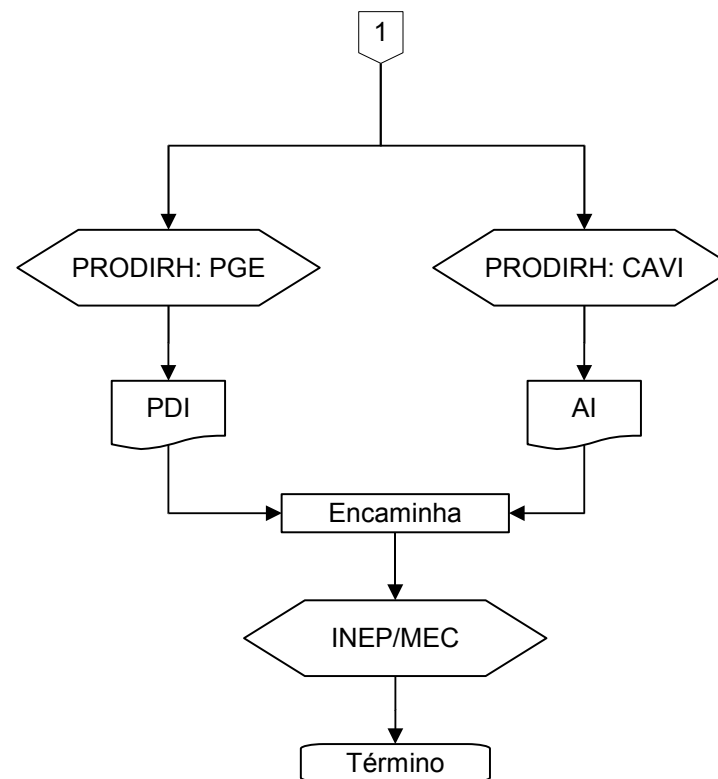 1
PRODIRH: PGE
PRODIRH: CAVI
PDI
AI
Encaminha
INEP/MEC
Término